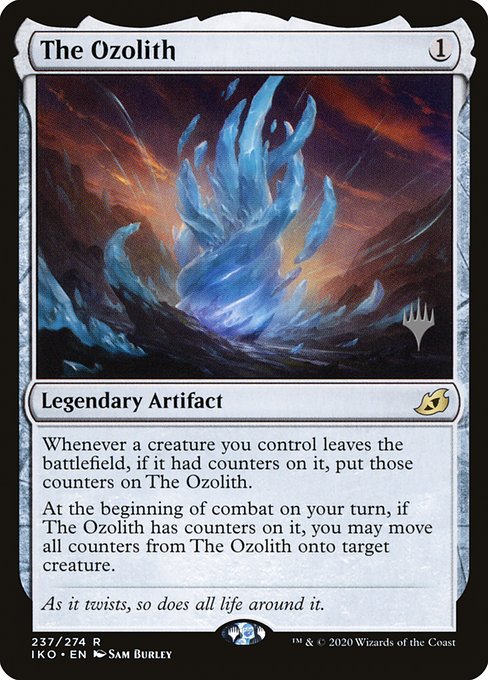 The Ozolith 1
Legendary Artifact
Whenever a creature you control leaves the
battlefield, if it had counters on it, put those
counters on The Ozolith.
At the beginning of combat on your turn, if
The Ozolith has counters on it, you may move
all counters from The Ozolith onto target
creature.
As it twists, so does all life around it.
237/274 R
IKO • EN Sam Burley
™ & © 2020 Wizards of the Coast